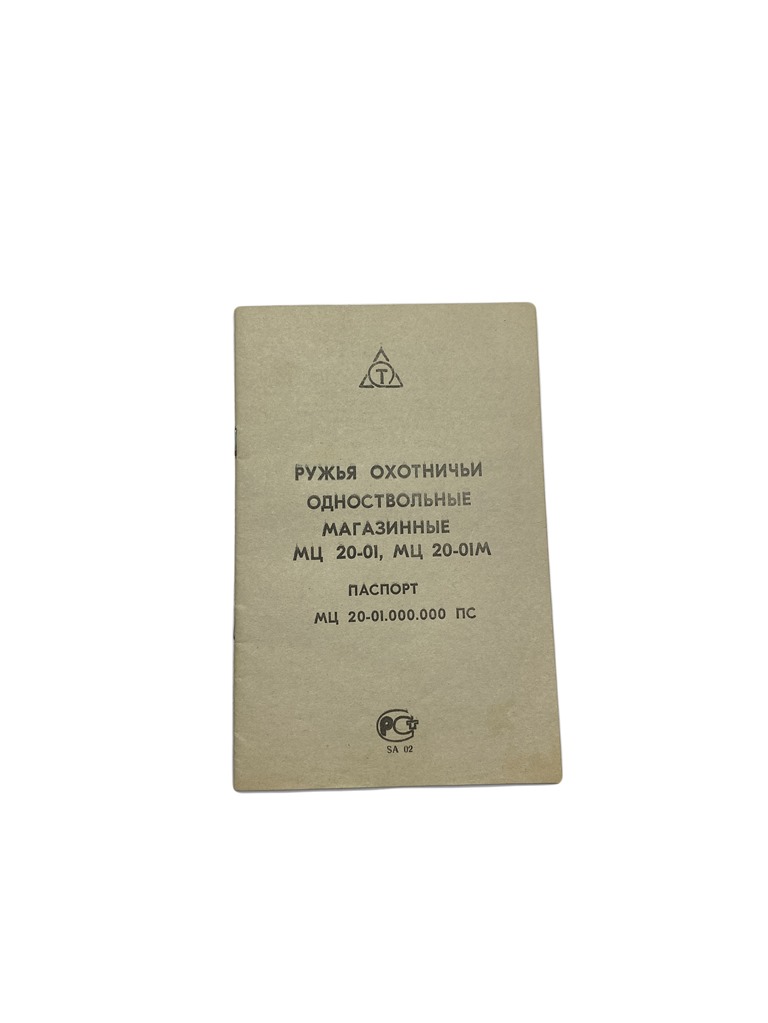 Т
РУЖЬЯ ОХОТНИЧЬИ
ОДНОСТВОЛЬНЫЕ
МАГАЗИННЫЕ
МЦ 20-01, МЦ 20-01М
ПАСПОРТ
МЦ 20-01.000.000 ПС
РСТ
SA 02